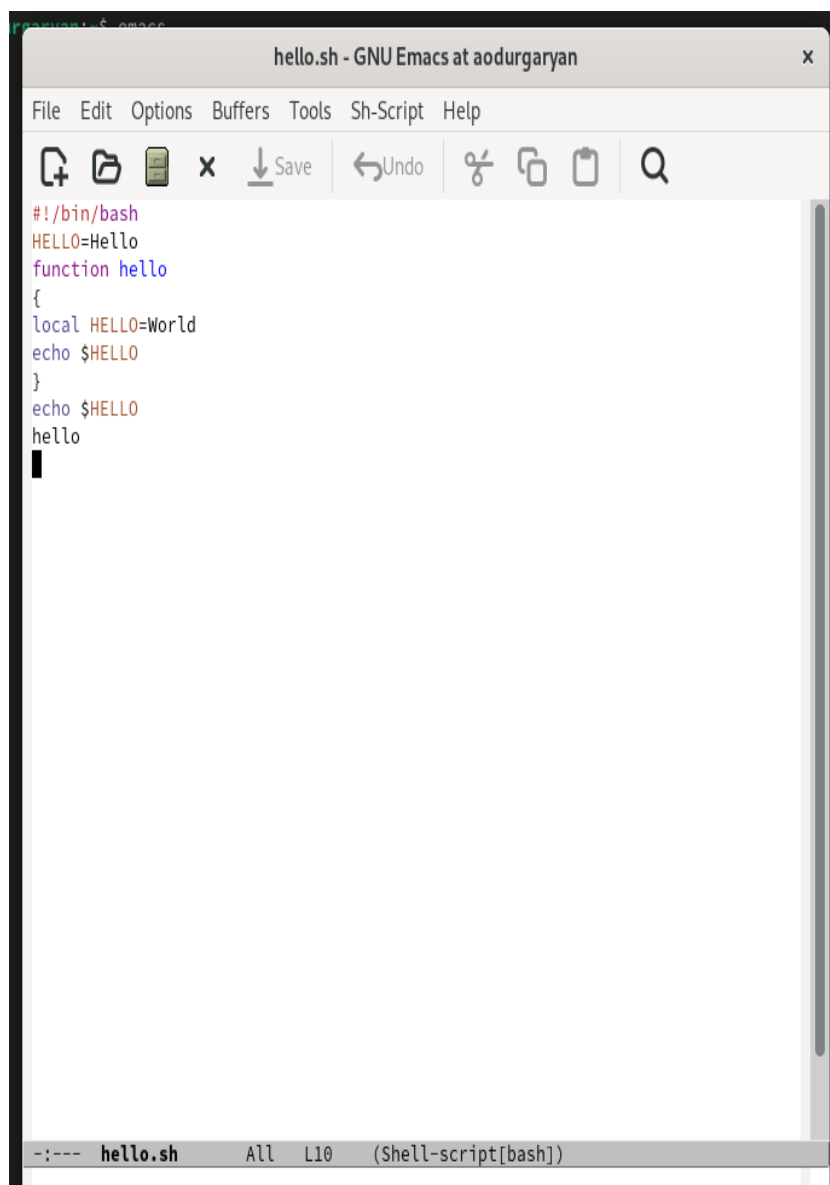 hello.sh - GNU Emacs at aodurgaryan
File Edit Options Buffers Tools Sh-Script Help
Save Undo
#!/bin/bash
HELLO=Hello
function hello
{
local HELLO=World
echo $HELLO
}
echo $HELLO
hello
-:--- hello.sh All L10 (Shell-script[bash])